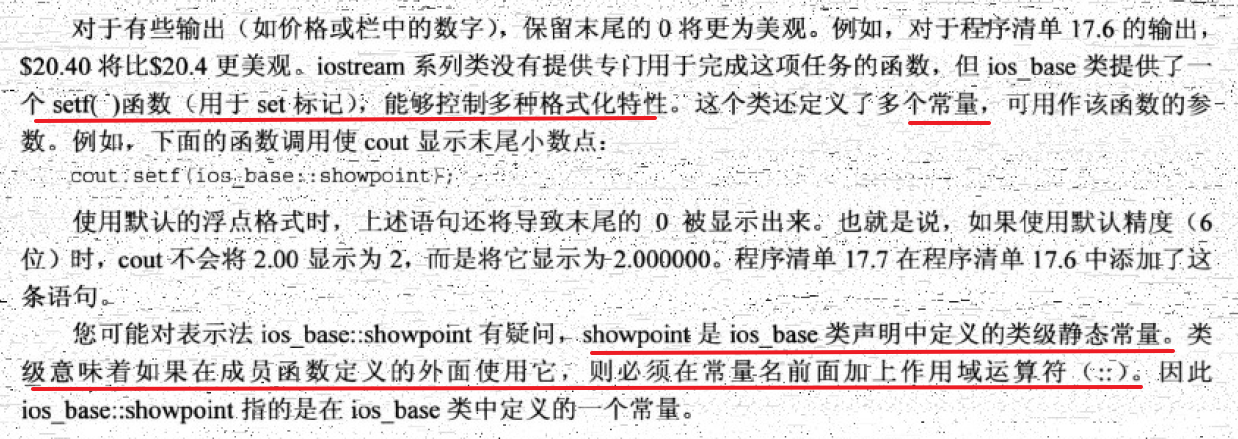 对于有些输出（如价格或栏中的数字），保留末尾的 0 将更为美观。例如，对于程序清单 17.6 的输出，
$20.40 将比$20.4 更美观。iostream 系列类没有提供专门用于完成这项任务的函数，但 ios_base 类提供了一
个 setf( )函数（用于 set 标记），能够控制多种格式化特性。这个类还定义了多个常量，可用作该函数的参
数。例如，下面的函数调用使 cout 显示末尾小数点：
cout.setf(ios_base::showpoint);
使用默认的浮点格式时，上述语句还将导致末尾的 0 被显示出来。也就是说，如果使用默认精度（6
位）时，cout 不会将 2.00 显示为 2，而是将它显示为 2.000000。程序清单 17.7 在程序清单 17.6 中添加了这
条语句。
您可能对表示法 ios_base::showpoint 有疑问，showpoint 是 ios_base 类声明中定义的类级静态常量。类
级意味着如果在成员函数定义的外面使用它，则必须在常量名前面加上作用域运算符（::）。因此
ios_base::showpoint 指的是在 ios_base 类中定义的一个常量。